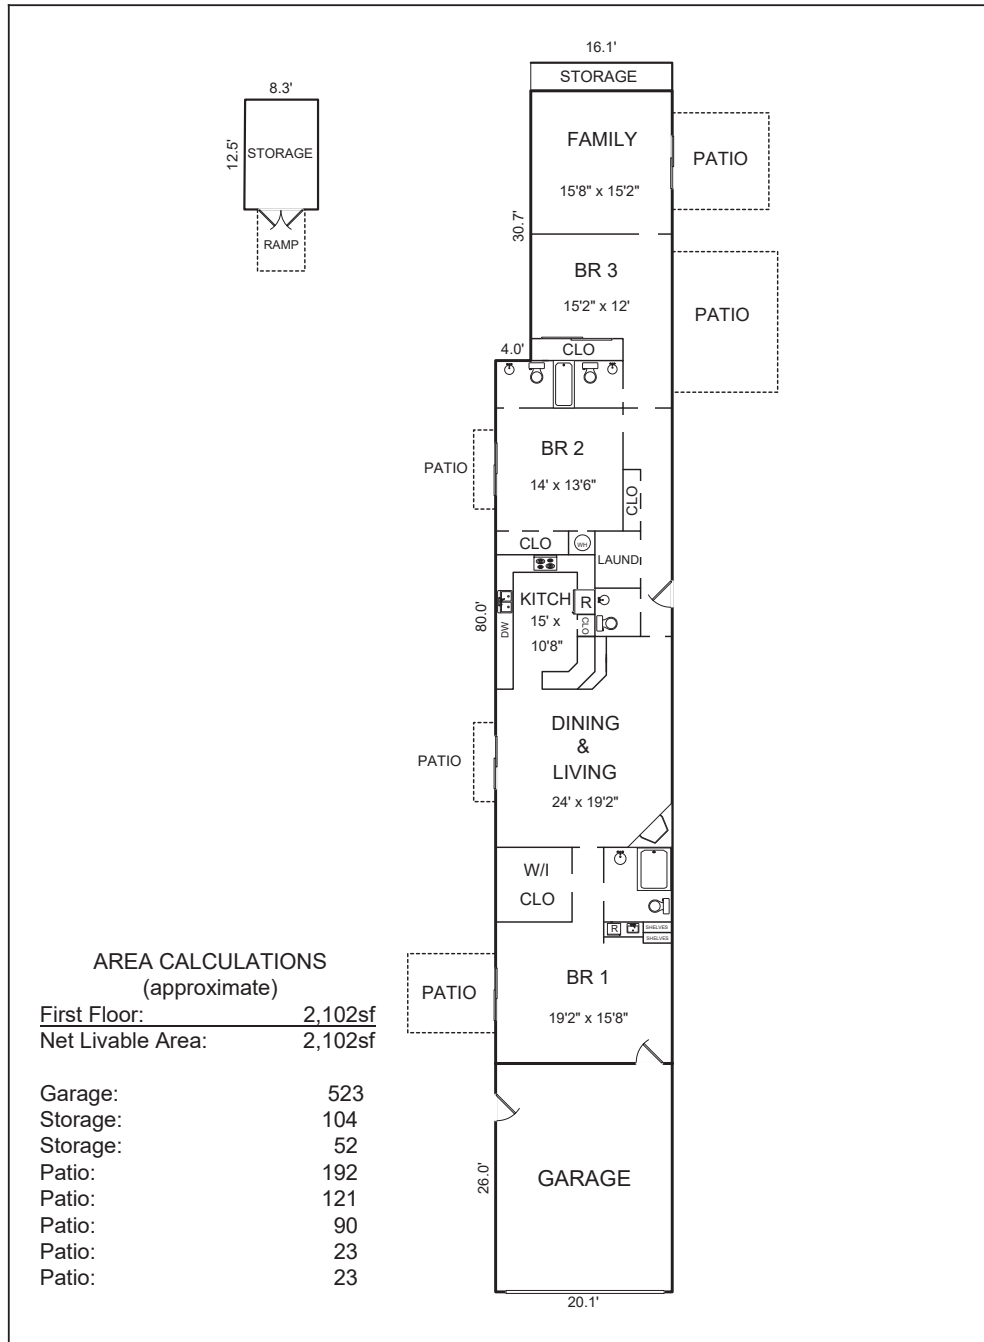 16.1'
STORAGE
8.3'
12.5'
STORAGE
RAMP
FAMILY
15'8" x 15'2"
PATIO
30.7'
BR 3
15'2" x 12'
PATIO
4.0'
CLO
BR 2
14' x 13'6"
PATIO
CLO
CLO
WH
LAUND
KITCH
15' x
10'8"
R
CLO
DW
80.0'
DINING
&
LIVING
24' x 19'2"
PATIO
W/I
CLO
R
SHELVES
SHELVES
BR 1
19'2" x 15'8"
PATIO
GARAGE
26.0'
20.1'
AREA CALCULATIONS
(approximate)
First Floor: 2,102sf
Net Livable Area: 2,102sf
Garage: 523
Storage: 104
Storage: 52
Patio: 192
Patio: 121
Patio: 90
Patio: 23
Patio: 23